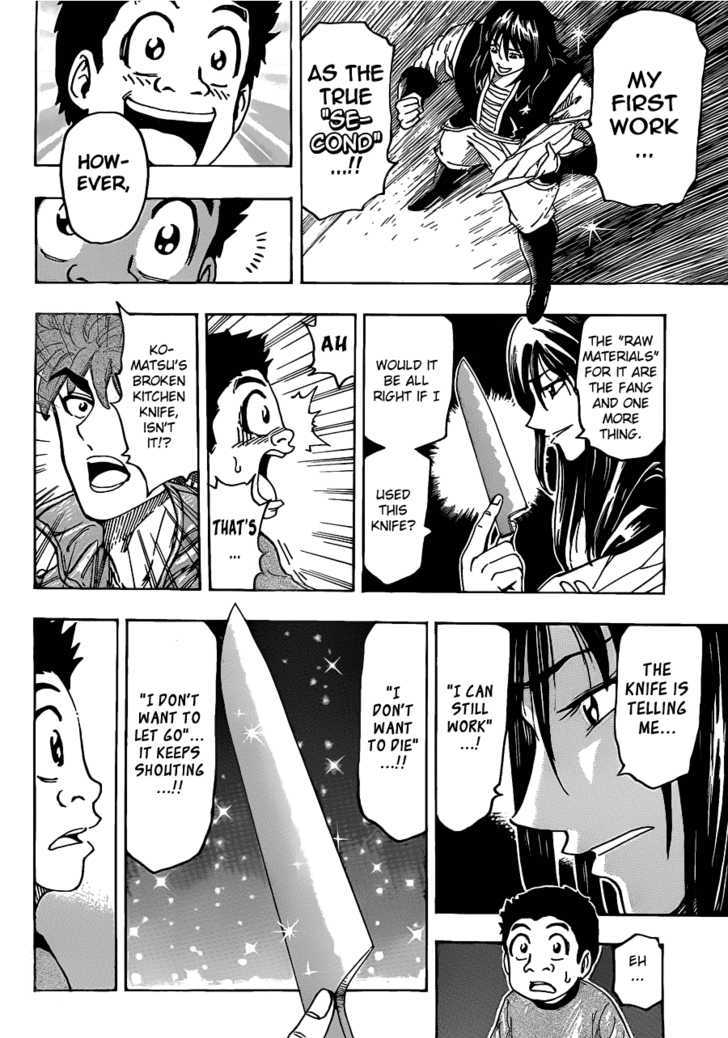 MY
FIRST
WORK
...
AS THE
TRUE
"SE-
COND"
...!!
HOW-
EVER,
THE "RAW
MATERIALS"
FOR IT ARE
THE FANG
AND ONE
MORE
THING.
WOULD IT
BE ALL
RIGHT IF I
USED
THIS
KNIFE?
AH
THAT'S
...
KO-
MATSU'S
BROKEN
KITCHEN
KNIFE,
ISN'T
IT!?
THE
KNIFE IS
TELLING
ME...
"I CAN
STILL
WORK"
...!
"I
DON'T
WANT
TO DIE"
...!!
"I DON'T
WANT TO
LET GO"...
IT KEEPS
SHOUTING
...!!
EH ...